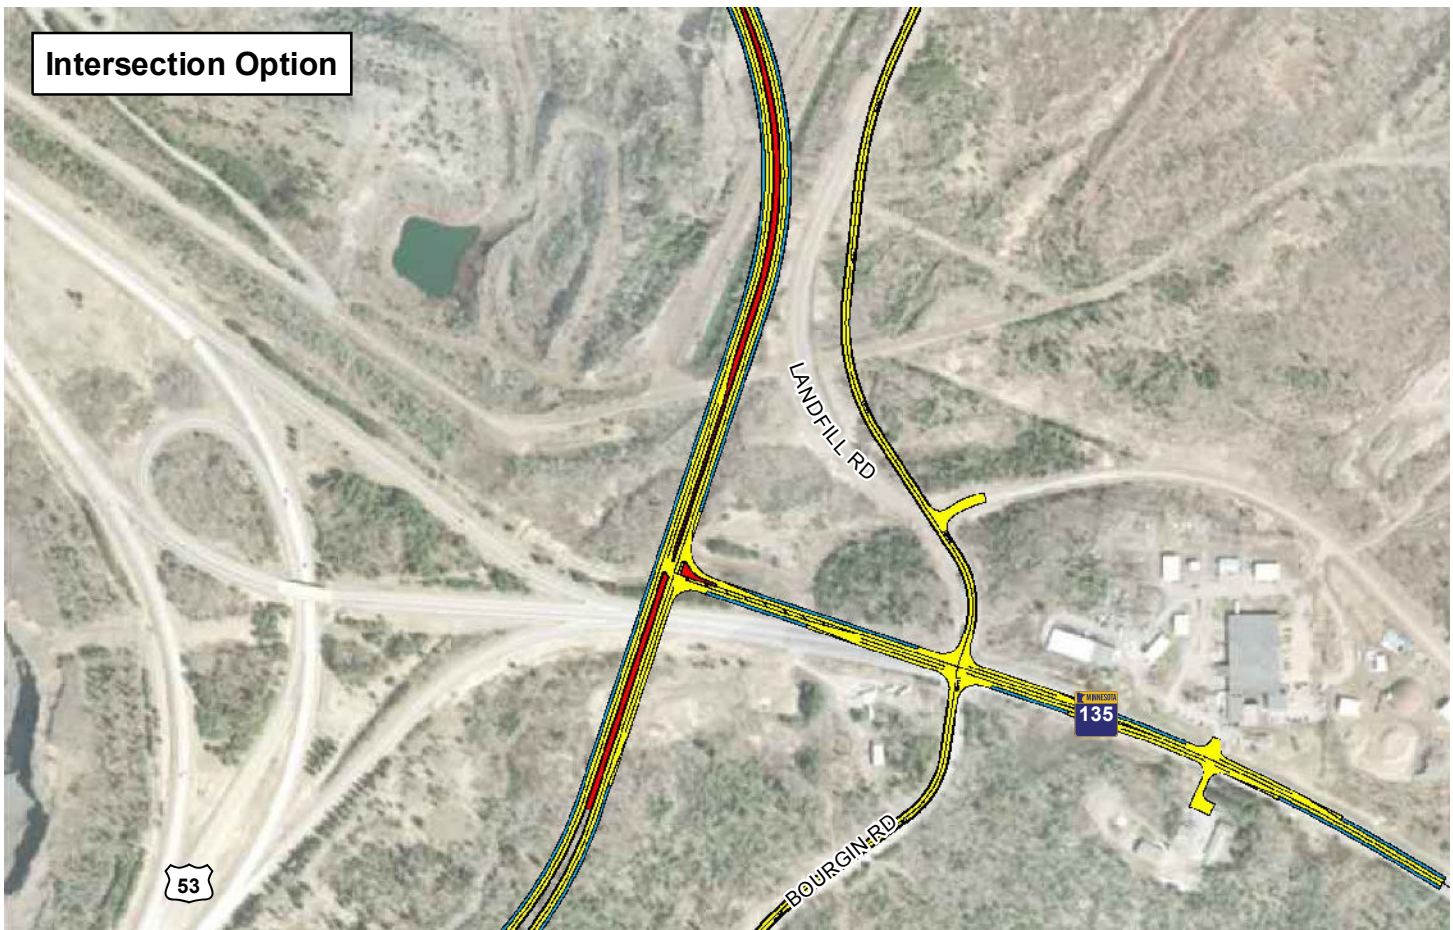 Intersection Option
LANDFILL RD
MINNESOTA
135
BOURGIN RD
53